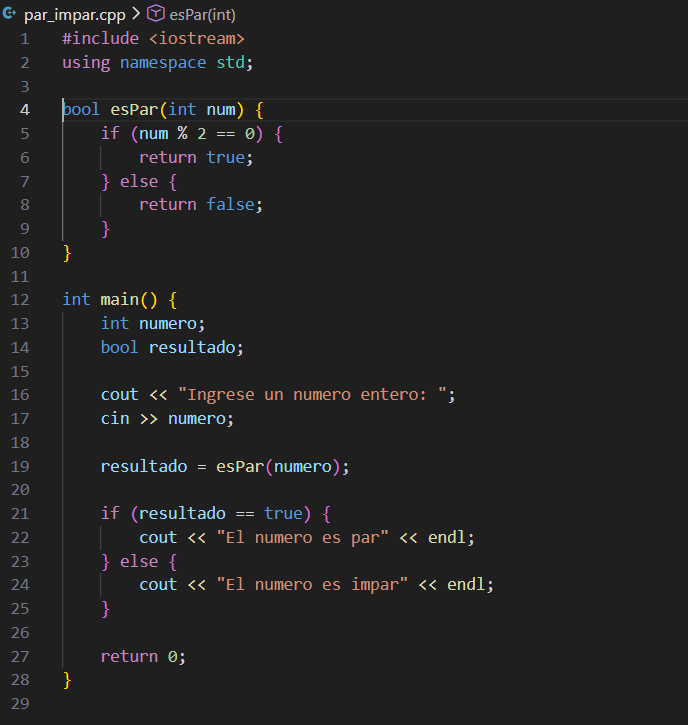 par_impar.cpp > esPar(int)
1 #include <iostream>
2 using namespace std;
3
4 bool esPar(int num) {
5     if (num % 2 == 0) {
6         return true;
7     } else {
8         return false;
9     }
10 }
11
12 int main() {
13     int numero;
14     bool resultado;
15
16     cout << "Ingrese un numero entero: ";
17     cin >> numero;
18
19     resultado = esPar(numero);
20
21     if (resultado == true) {
22         cout << "El numero es par" << endl;
23     } else {
24         cout << "El numero es impar" << endl;
25     }
26
27     return 0;
28 }
29